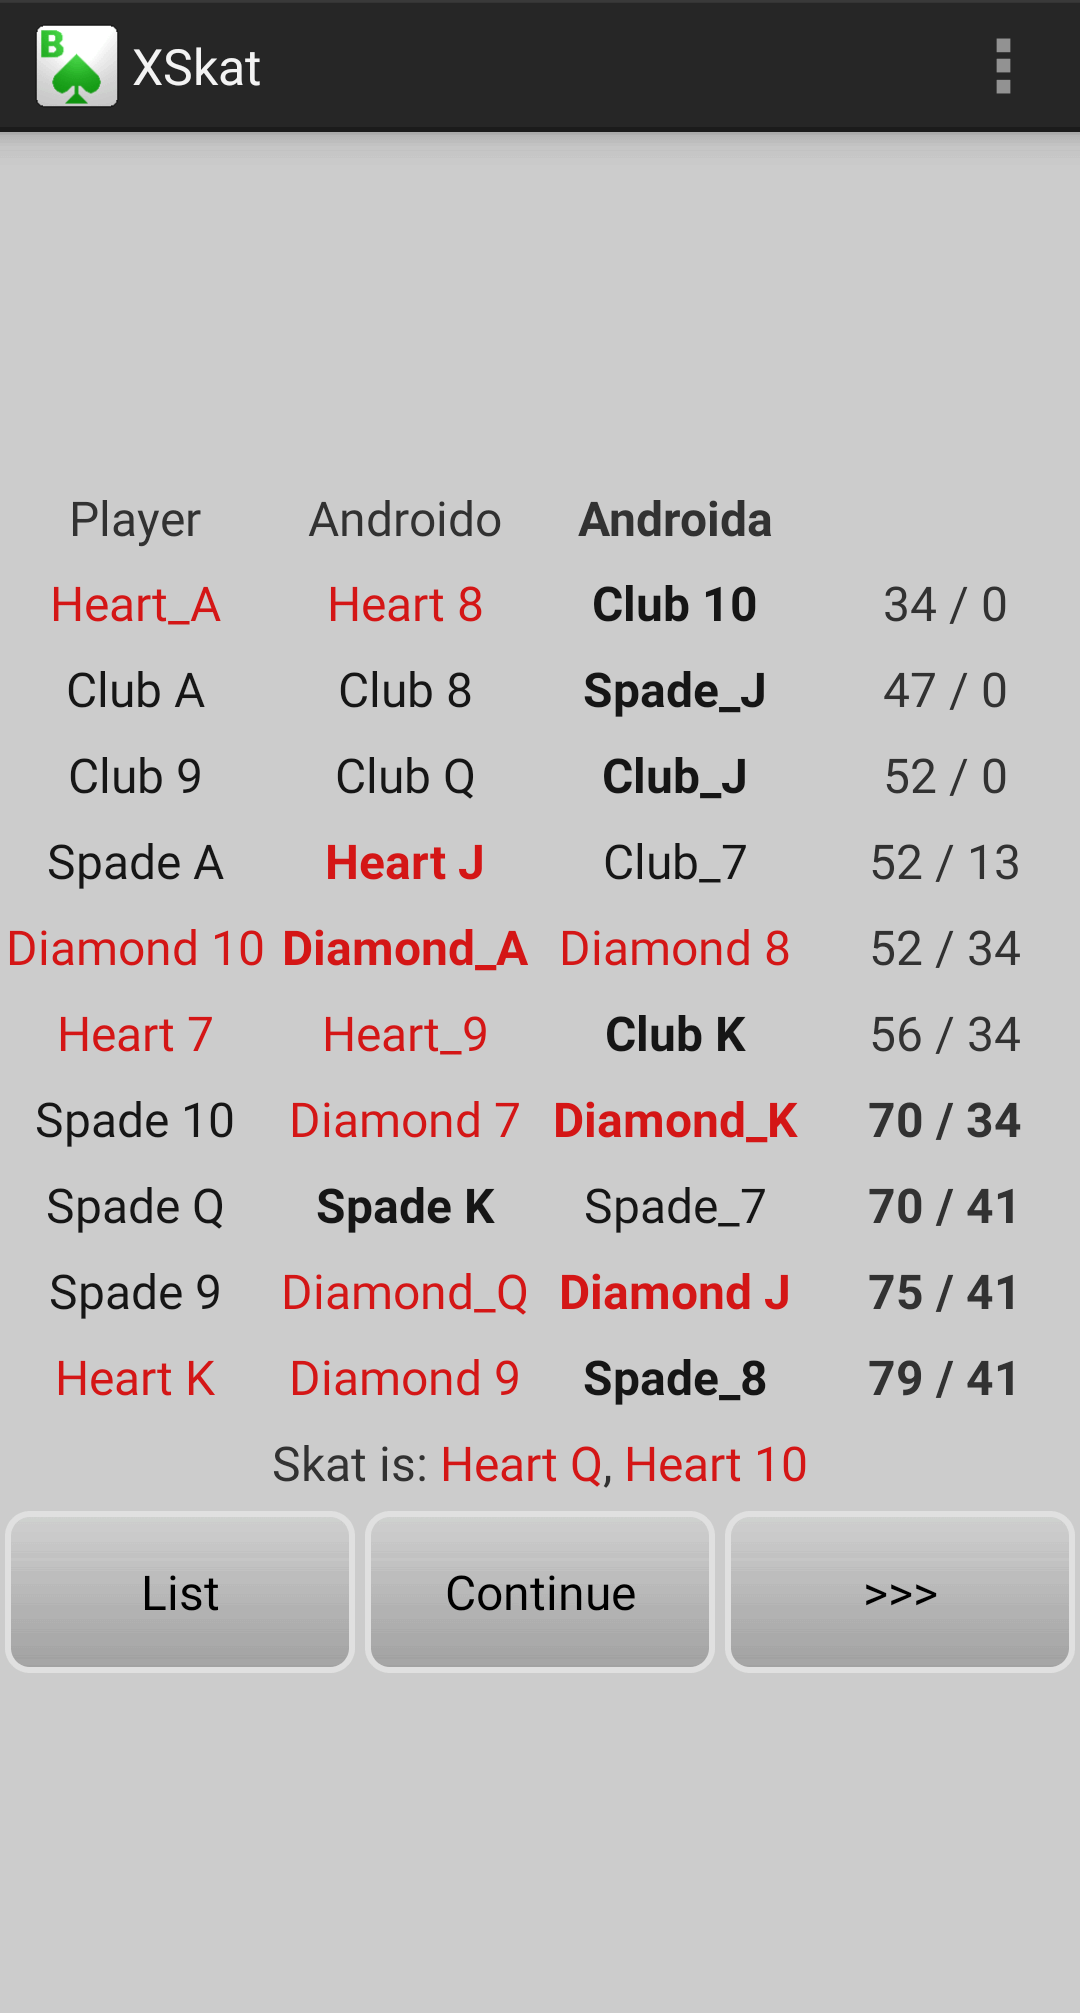 B
XSkat
Player Androido Androida
Heart_A Heart 8 Club 10 34 / 0
Club A Club 8 Spade_J 47 / 0
Club 9 Club Q Club_J 52 / 0
Spade A Heart J Club_7 52 / 13
Diamond 10 Diamond_A Diamond 8 52 / 34
Heart 7 Heart_9 Club K 56 / 34
Spade 10 Diamond 7 Diamond_K 70 / 34
Spade Q Spade K Spade_7 70 / 41
Spade 9 Diamond_Q Diamond J 75 / 41
Heart K Diamond 9 Spade_8 79 / 41
Skat is: Heart Q, Heart 10
List Continue >>>